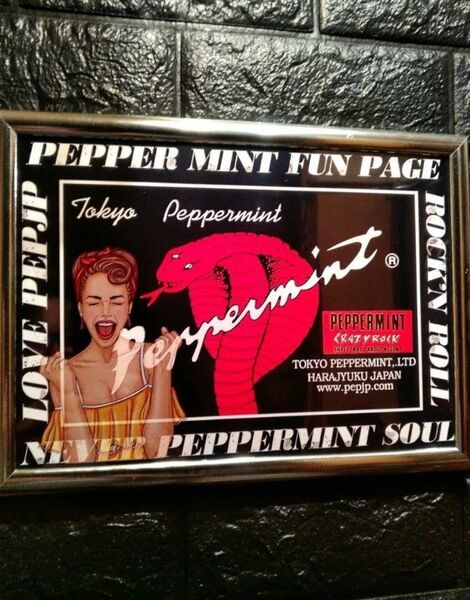 PEPPER MINT FUN PAGE
LOVE PEPJP
ROCK'N ROLL
Tokyo Peppermint
Peppermint ®
PEPPERMINT
CRAZY ROCK
TOKYO PEPPERMINT,.LTD
HARAJYUKU JAPAN
www.pepjp.com
NEVER PEPPERMINT SOUL